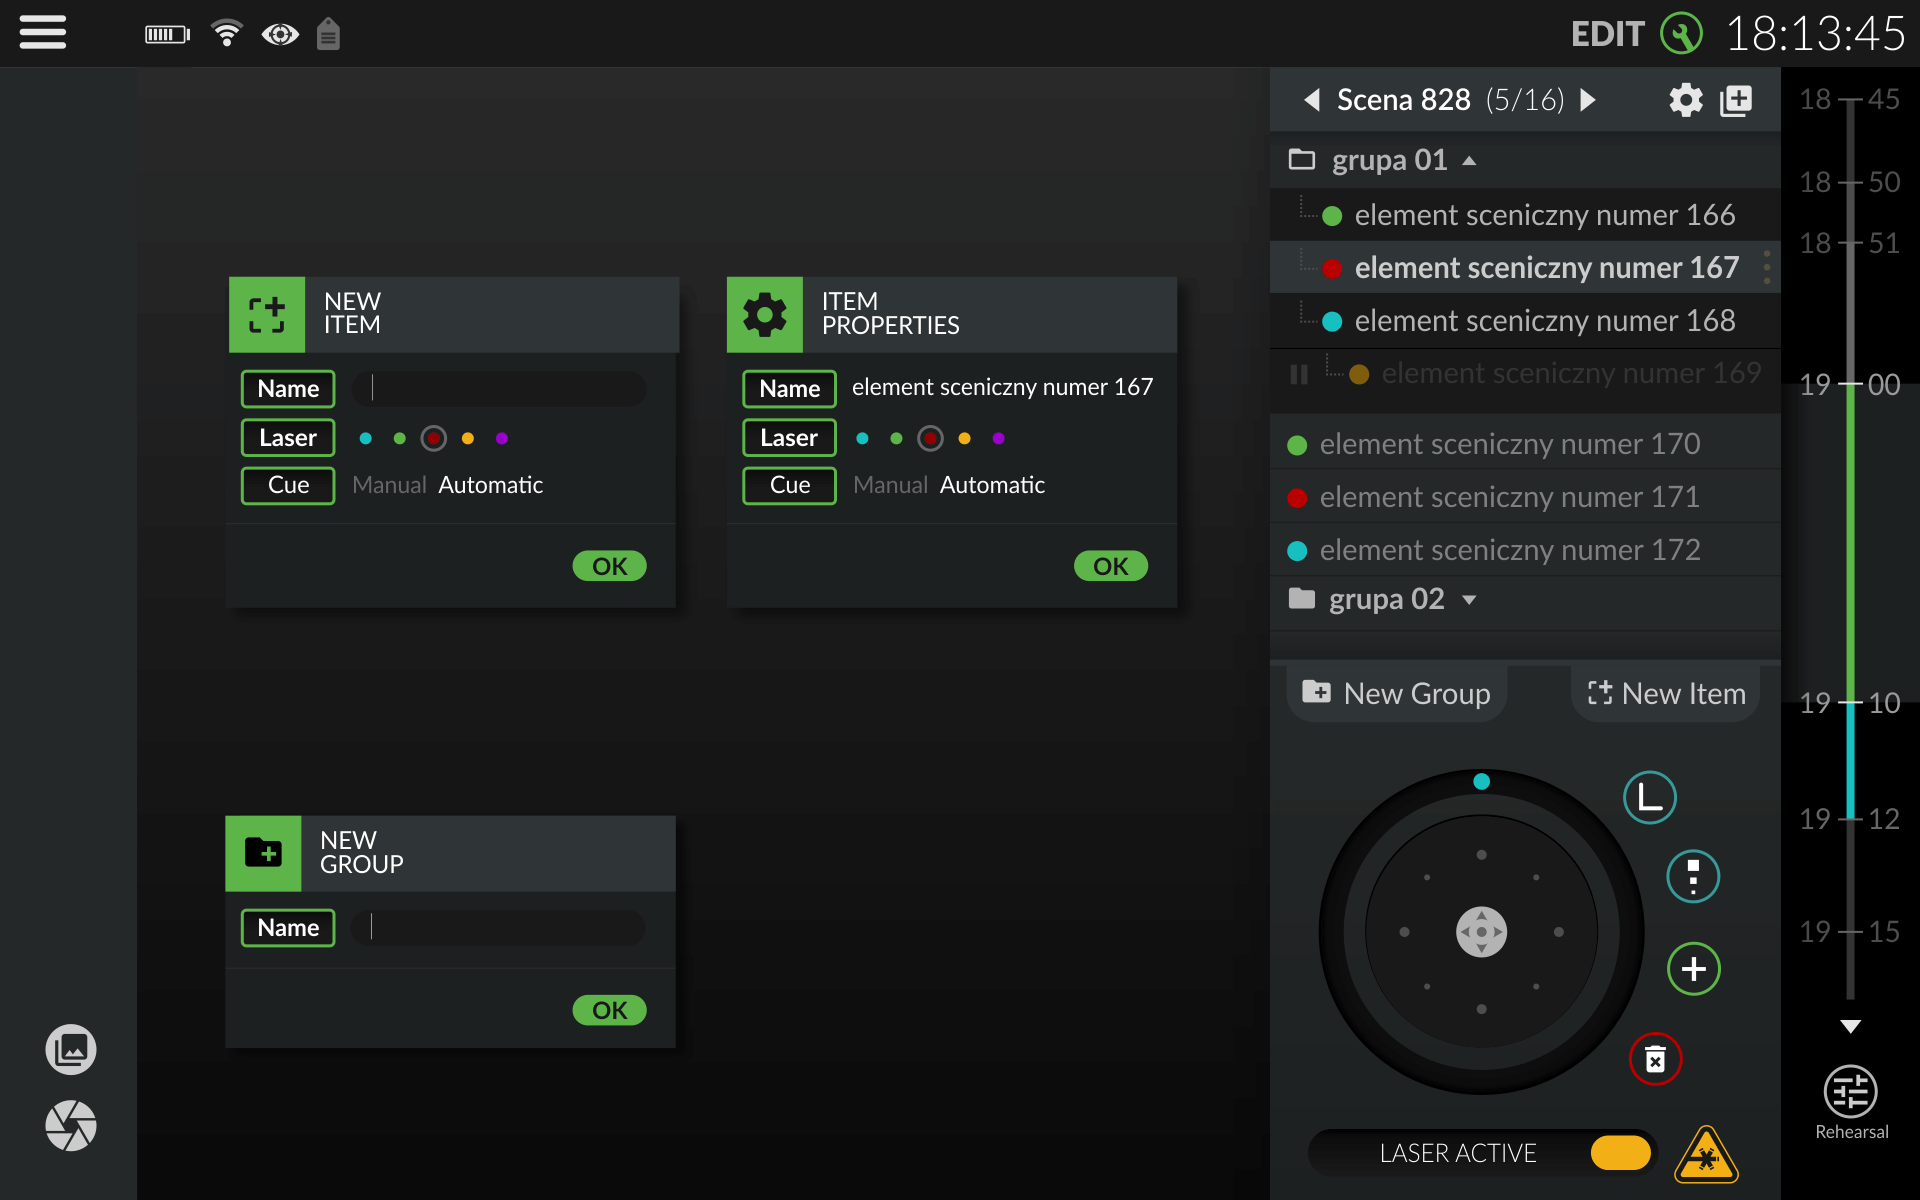 EDIT 18:13:45
NEW
ITEM
Name
Laser
Cue Manual Automatic
OK
ITEM
PROPERTIES
Name element sceniczny numer 167
Laser
Cue Manual Automatic
OK
NEW
GROUP
Name
OK
Scena 828 (5/16)
grupa 01
element sceniczny numer 166
element sceniczny numer 167
element sceniczny numer 168
element sceniczny numer 169
element sceniczny numer 170
element sceniczny numer 171
element sceniczny numer 172
grupa 02
New Group New Item
LASER ACTIVE
18 45
18 50
18 51
19 00
19 10
19 12
19 15
Rehearsal